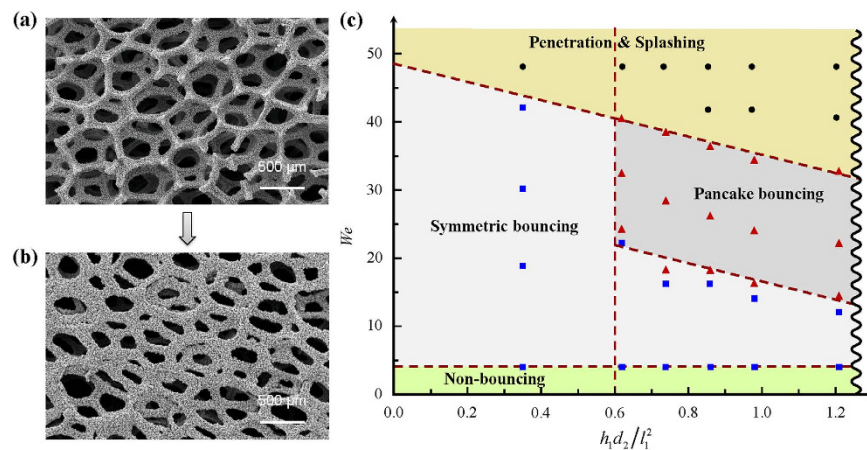 (a)
500 μm
(b)
500 μm
(c)
We
50
40
30
20
10
0
Penetration & Splashing
Pancake bouncing
Symmetric bouncing
Non-bouncing
0.0 0.2 0.4 0.6 0.8 1.0 1.2
h₁d₂/l₁²